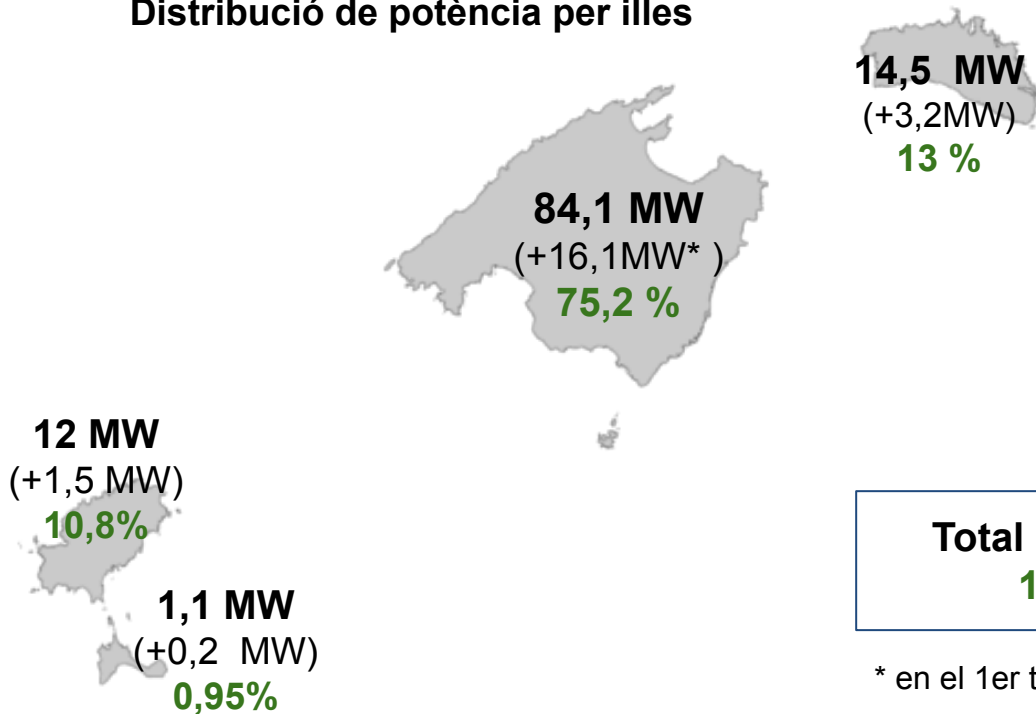 Distribució de potència per illes
14,5 MW
(+3,2MW)
13 %
84,1 MW
(+16,1MW* )
75,2 %
12 MW
(+1,5 MW)
10,8%
1,1 MW
(+0,2 MW)
0,95%
Total
1
* en el 1er t